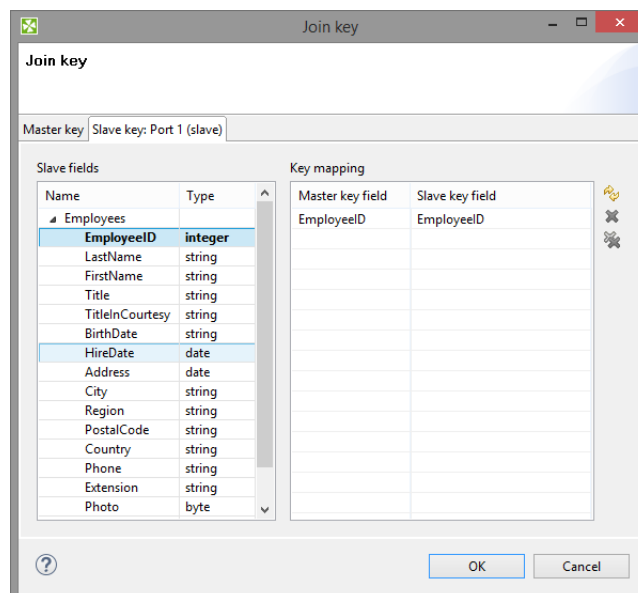 Join key
Join key
Master key Slave key: Port 1 (slave)
Slave fields Key mapping
Name Type Master key field Slave key field
Employees EmployeeID EmployeeID
EmployeeID integer
LastName string
FirstName string
Title string
TitleInCourtesy string
BirthDate string
HireDate date
Address date
City string
Region string
PostalCode string
Country string
Phone string
Extension string
Photo byte
? OK Cancel